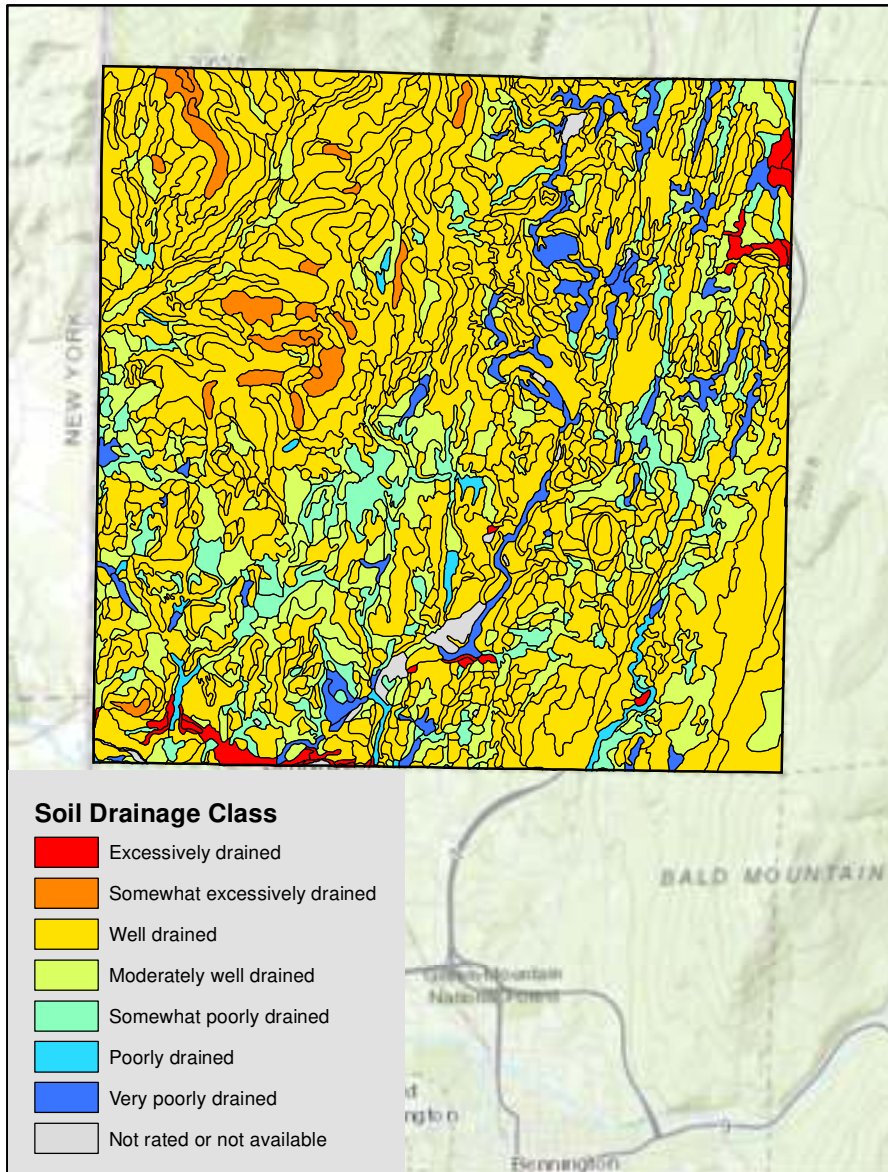 NEW YORK
Soil Drainage Class
Excessively drained
Somewhat excessively drained
Well drained
Moderately well drained
Somewhat poorly drained
Poorly drained
Very poorly drained
Not rated or not available
BALD MOUNTAIN
Green Mountain
National Forest
9
Bennington